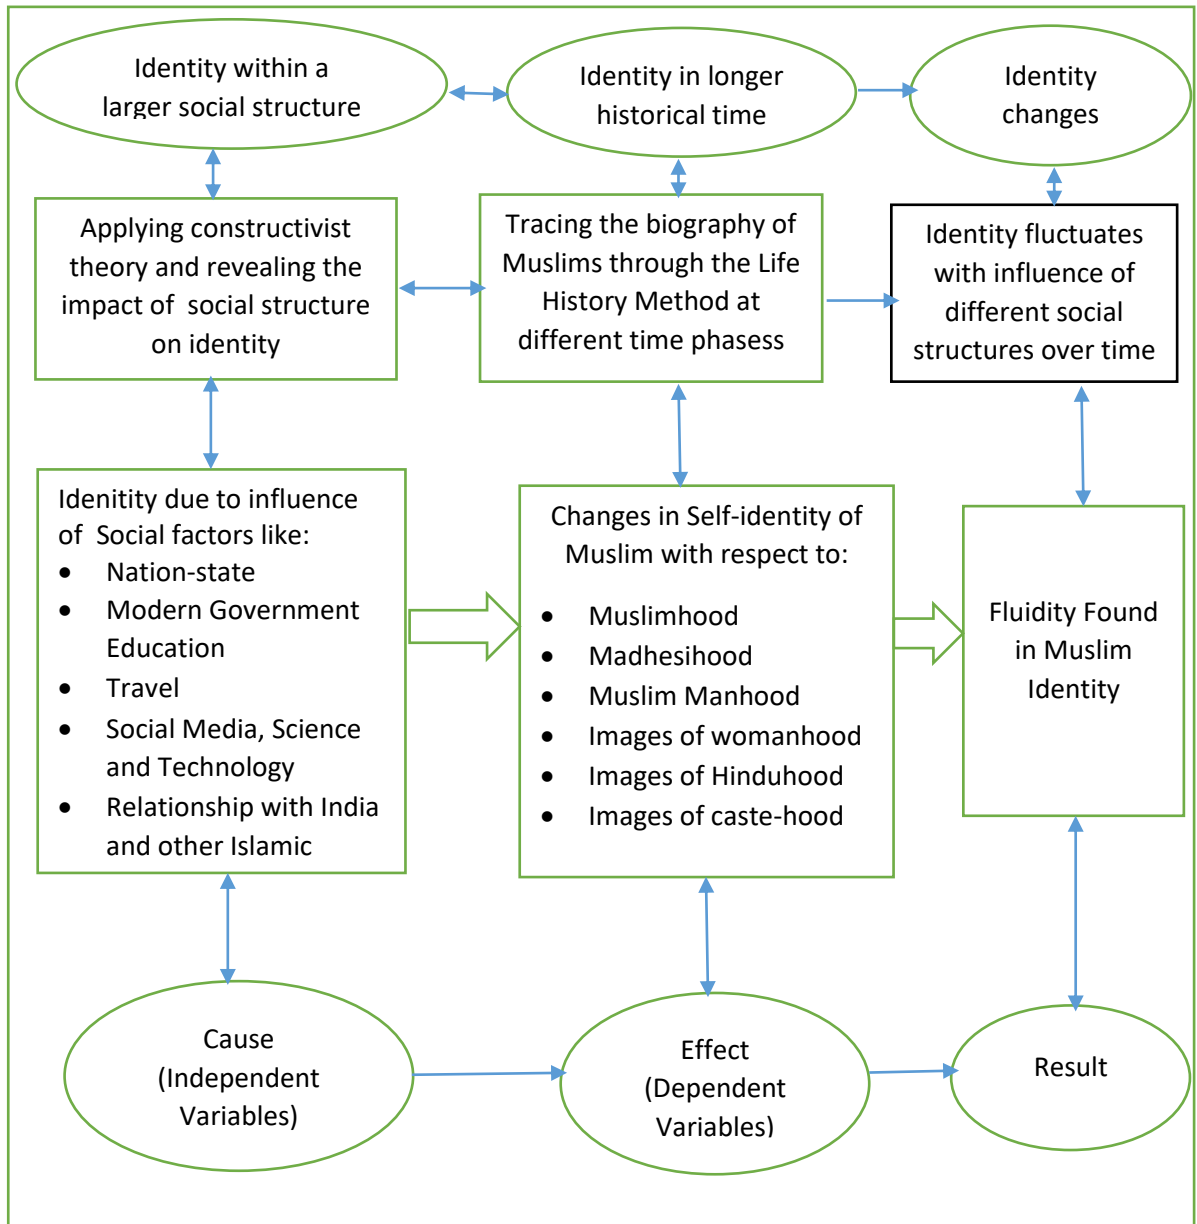 Identity within a
larger social structure
Identity in longer
historical time
Identity
changes
Applying constructivist
theory and revealing the
impact of social structure
on identity
Tracing the biography of
Muslims through the Life
History Method at
different time phasess
Identity fluctuates
with influence of
different social
structures over time
Idenitity due to influence
of Social factors like:
• Nation-state
• Modern Government
Education
• Travel
• Social Media, Science
and Technology
• Relationship with India
and other Islamic
Changes in Self-identity of
Muslim with respect to:
• Muslimhood
• Madhesihood
• Muslim Manhood
• Images of womanhood
• Images of Hinduhood
• Images of caste-hood
Fluidity Found
in Muslim
Identity
Cause
(Independent
Variables)
Effect
(Dependent
Variables)
Result